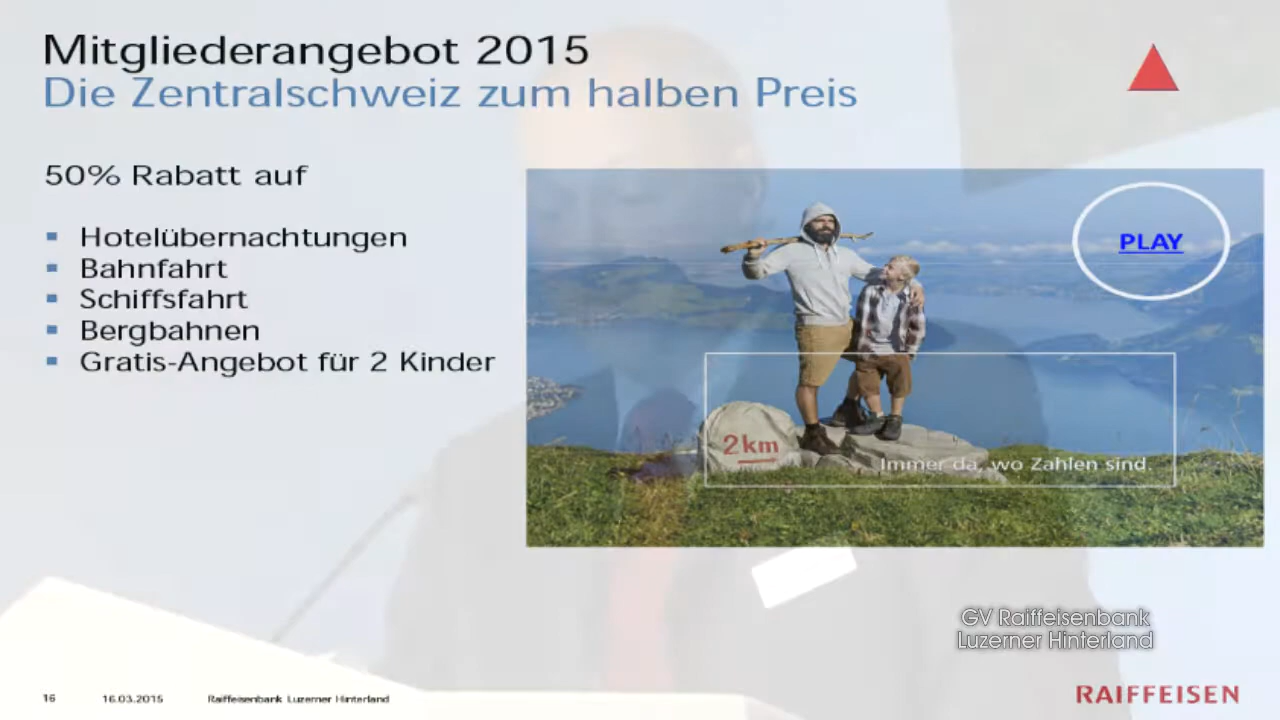 Mitgliederangebot 2015
Die Zentralschweiz zum halben Preis
50% Rabatt auf
Hotelübernachtungen
Bahnfahrt
Schiffsfahrt
Bergbahnen
Gratis-Angebot für 2 Kinder
PLAY
2km
Immer da, wo Zahlen sind.
GV Raiffeisenbank
Luzerner Hinterland
16 16.03.2015 Raiffeisenbank Luzerner Hinterland
RAIFFEISEN